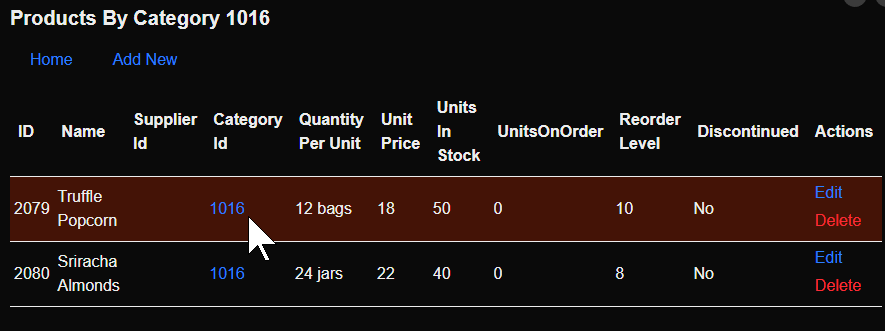 Products By Category 1016
Home Add New
ID Name Supplier Id Category Id Quantity Per Unit Unit Price Units In Stock UnitsOnOrder Reorder Level Discontinued Actions
2079 Truffle Popcorn 1016 12 bags 18 50 0 10 No Edit Delete
2080 Sriracha Almonds 1016 24 jars 22 40 0 8 No Edit Delete